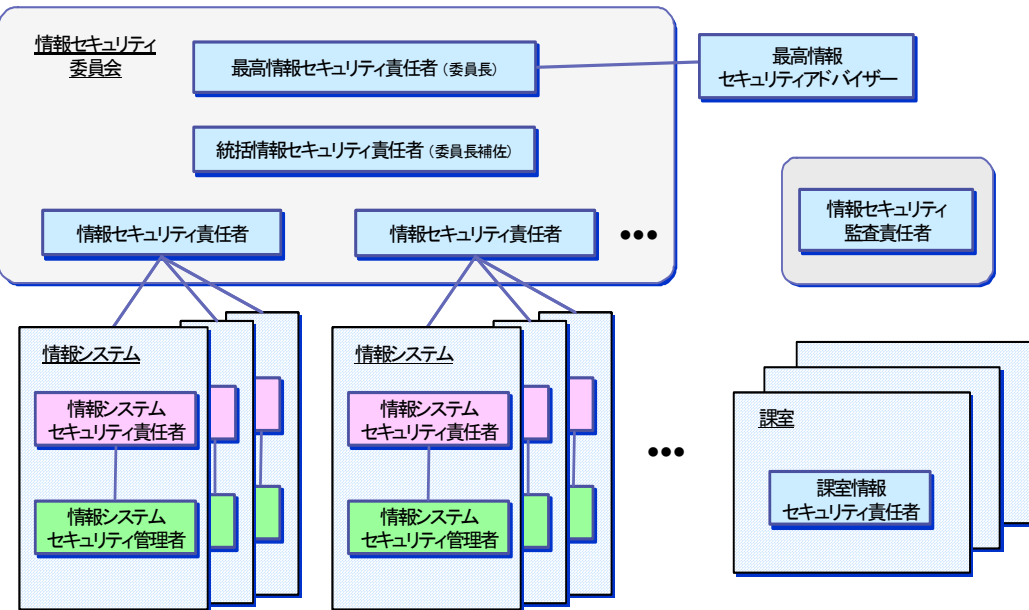 情報セキュリティ
委員会
最高情報セキュリティ責任者（委員長）
最高情報
セキュリティアドバイザー
統括情報セキュリティ責任者（委員長補佐）
情報セキュリティ責任者
情報セキュリティ責任者
•••
情報セキュリティ
監査責任者
情報システム
情報システム
セキュリティ責任者
情報システム
セキュリティ管理者
情報システム
情報システム
セキュリティ責任者
情報システム
セキュリティ管理者
•••
課室
課室情報
セキュリティ責任者